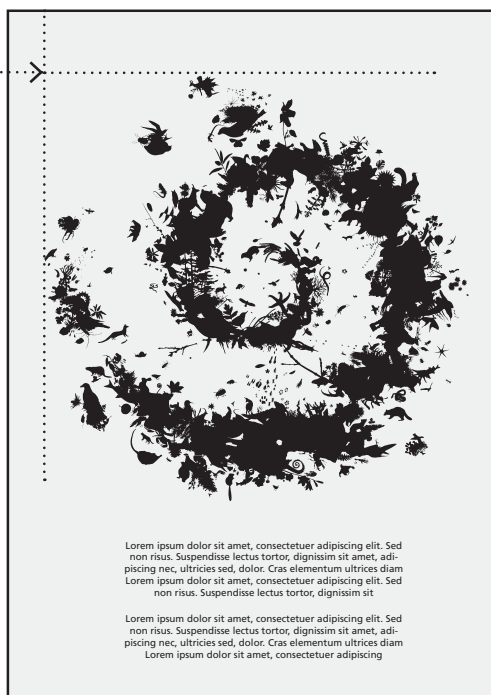 Lorem ipsum dolor sit amet, consectetuer adipiscing elit. Sed
non risus. Suspendisse lectus tortor, dignissim sit amet, adi-
piscing nec, ultricies sed, dolor. Cras elementum ultrices diam
Lorem ipsum dolor sit amet, consectetuer adipiscing elit. Sed
non risus. Suspendisse lectus tortor, dignissim sit
Lorem ipsum dolor sit amet, consectetuer adipiscing elit. Sed
non risus. Suspendisse lectus tortor, dignissim sit amet, adi-
piscing nec, ultricies sed, dolor. Cras elementum ultrices diam
Lorem ipsum dolor sit amet, consectetuer adipiscing